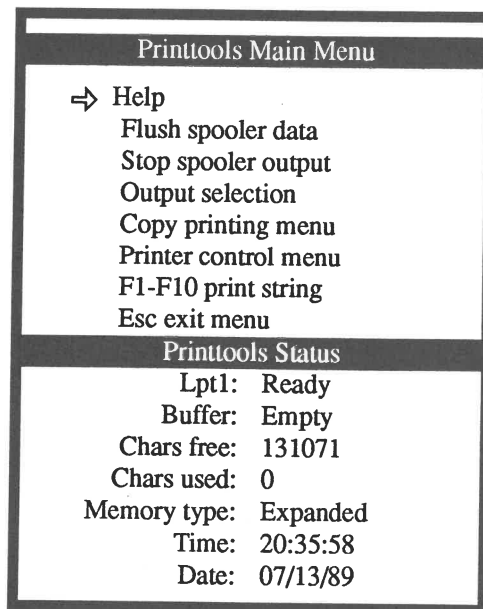 Printtools Main Menu
⇨ Help
Flush spooler data
Stop spooler output
Output selection
Copy printing menu
Printer control menu
F1-F10 print string
Esc exit menu
Printtools Status
Lpt1: Ready
Buffer: Empty
Chars free: 131071
Chars used: 0
Memory type: Expanded
Time: 20:35:58
Date: 07/13/89